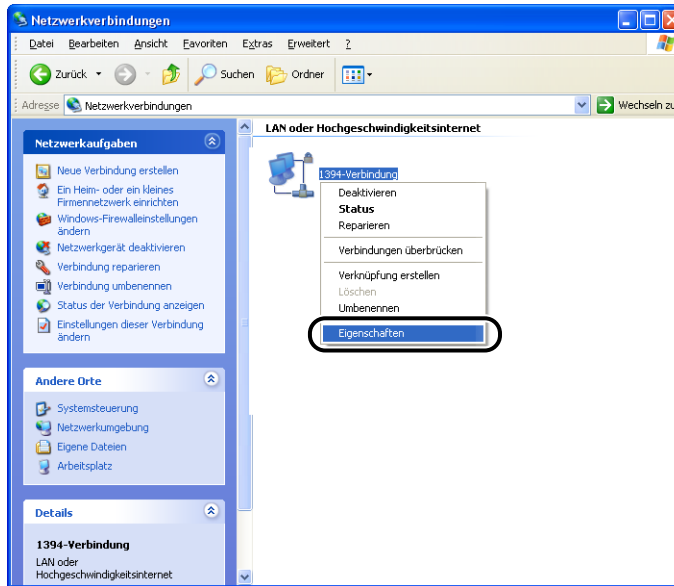 Netzwerkverbindungen
Datei Bearbeiten Ansicht Favoriten Extras Erweitert ?
Zurück Suchen Ordner
Adresse Netzwerkverbindungen Wechseln zu
Netzwerkaufgaben
Neue Verbindung erstellen
Ein Heim- oder ein kleines
Firmennetzwerk einrichten
Windows-Firewalleinstellungen
ändern
Netzwerkgerät deaktivieren
Verbindung reparieren
Verbindung umbenennen
Status der Verbindung anzeigen
Einstellungen dieser Verbindung
ändern
Andere Orte
Systemsteuerung
Netzwerkumgebung
Eigene Dateien
Arbeitsplatz
Details
1394-Verbindung
LAN oder
Hochgeschwindigkeitsinternet
LAN oder Hochgeschwindigkeitsinternet
1394-Verbindung
Deaktivieren
Status
Reparieren
Verbindungen überbrücken
Verknüpfung erstellen
Löschen
Umbenennen
Eigenschaften